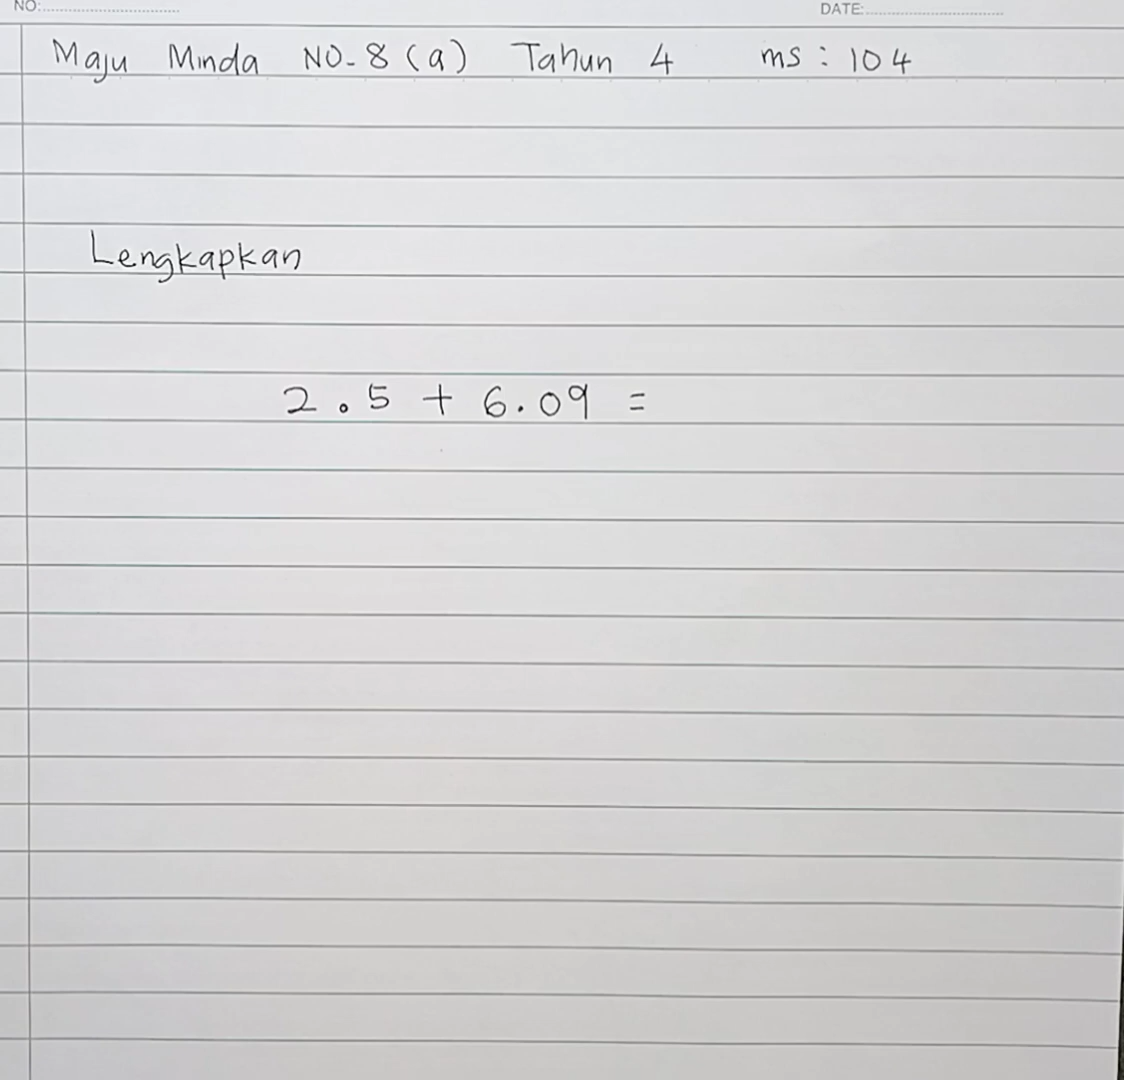 NO:
DATE:
Maju Minda NO. 8 (a) Tahun 4 ms : 104
Lengkapkan
2.5 + 6.09 =